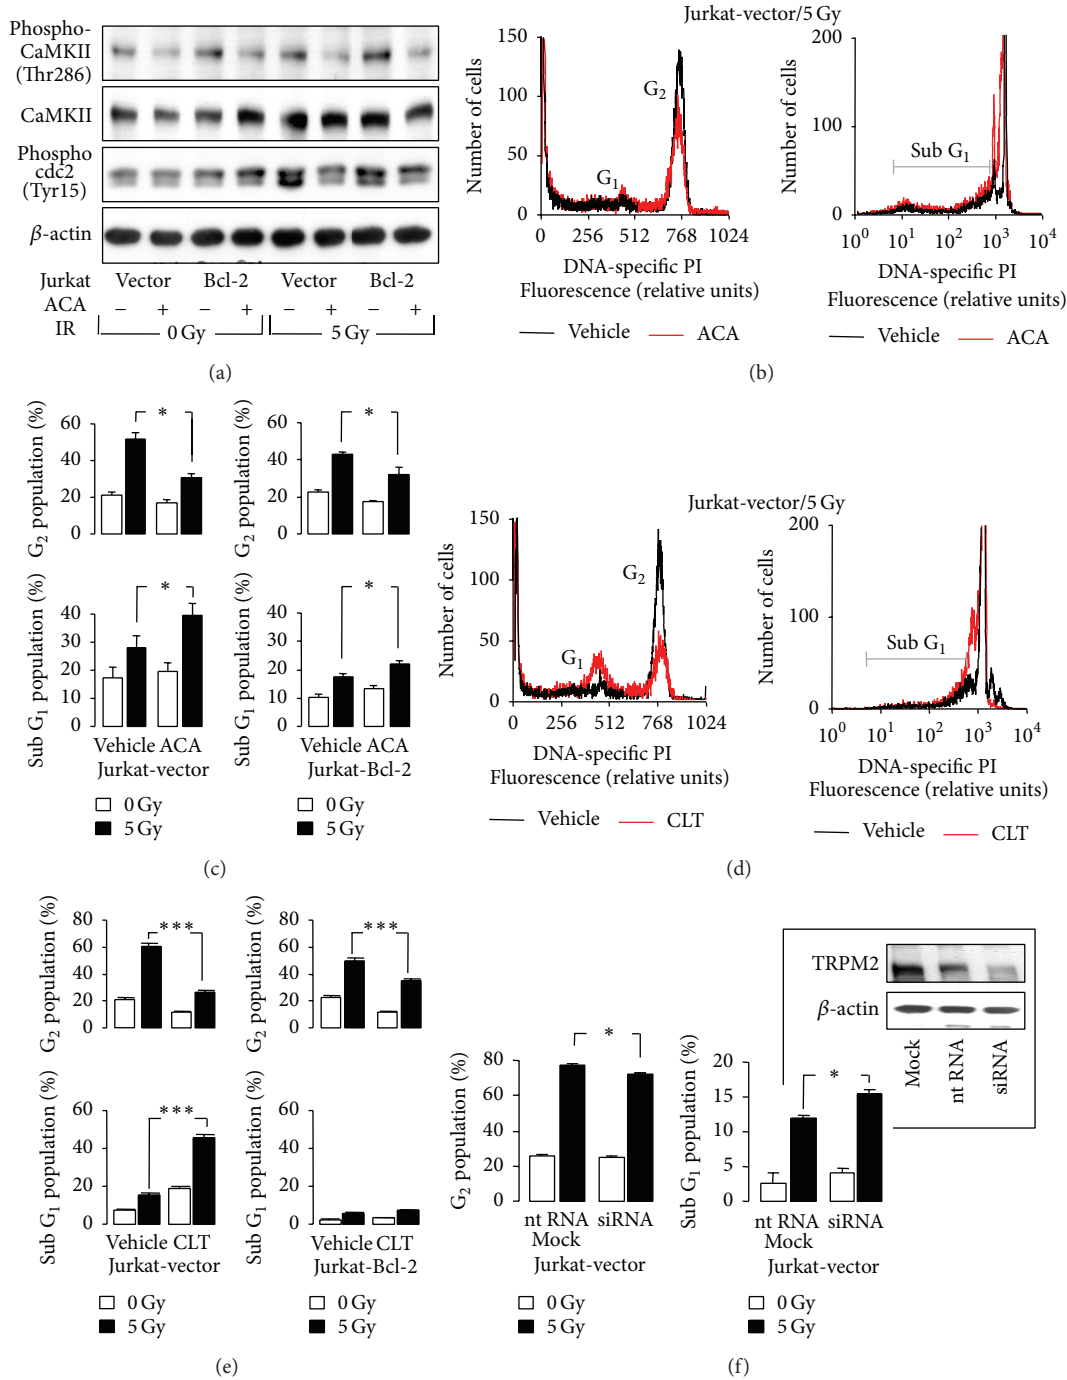 Phospho-
CaMKII
(Thr286)
CaMKII
Phospho
cdc2
(Tyr15)
β-actin
Jurkat Vector Bcl-2 Vector Bcl-2
ACA − + − + − + − +
IR 0 Gy 5 Gy
(a)
Jurkat-vector/5 Gy
Number of cells
150
100
50
0
G1
G2
0 256 512 768 1024
DNA-specific PI
Fluorescence (relative units)
Vehicle ACA
Number of cells
200
100
0
Sub G1
10^0 10^1 10^2 10^3 10^4
DNA-specific PI
Fluorescence (relative units)
Vehicle ACA
(b)
G2 population (%)
60
40
20
0
*
G2 population (%)
60
40
20
0
*
Sub G1 population (%)
40
30
20
10
0
*
Vehicle ACA
Jurkat-vector
0 Gy
5 Gy
Sub G1 population (%)
40
30
20
10
0
*
Vehicle ACA
Jurkat-Bcl-2
0 Gy
5 Gy
(c)
Jurkat-vector/5 Gy
Number of cells
150
100
50
0
G1
G2
0 256 512 768 1024
DNA-specific PI
Fluorescence (relative units)
Vehicle CLT
Number of cells
200
100
0
Sub G1
10^0 10^1 10^2 10^3 10^4
DNA-specific PI
Fluorescence (relative units)
Vehicle CLT
(d)
G2 population (%)
80
60
40
20
0
***
G2 population (%)
80
60
40
20
0
***
Sub G1 population (%)
60
40
20
0
***
Vehicle CLT
Jurkat-vector
0 Gy
5 Gy
Sub G1 population (%)
60
40
20
0
Vehicle CLT
Jurkat-Bcl-2
0 Gy
5 Gy
(e)
TRPM2
β-actin
Mock
nt RNA
siRNA
G2 population (%)
80
60
40
20
0
*
nt RNA siRNA
Mock
Jurkat-vector
0 Gy
5 Gy
Sub G1 population (%)
20
15
10
5
0
*
nt RNA siRNA
Mock
Jurkat-vector
0 Gy
5 Gy
(f)